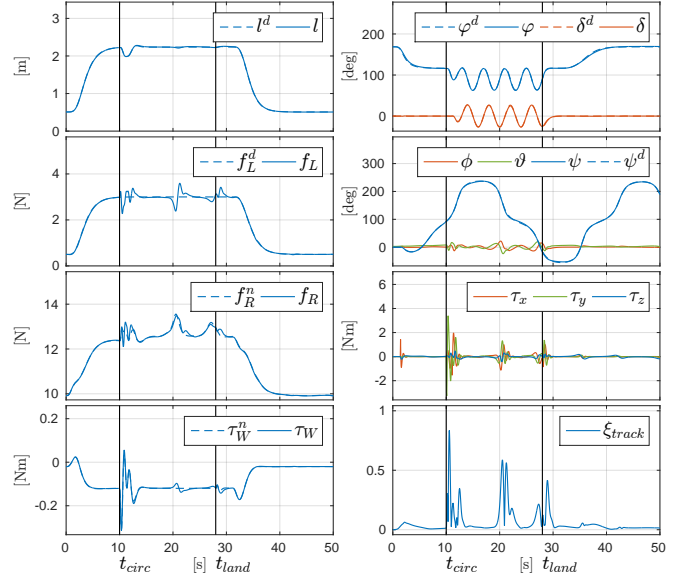 l^d l
[m]
3
2
1
0
φ^d φ δ^d δ
[deg]
200
100
0
f_L^d f_L
[N]
4
2
0
ϕ ϑ ψ ψ^d
[deg]
300
200
100
0
f_R^n f_R
[N]
14
12
10
τ_x τ_y τ_z
[Nm]
2
0
-2
τ_W^n τ_W
[Nm]
0.2
0
-0.2
0 10 20 30 40 50
t_circ [s] t_land
ξ_track
1
0.5
0
0 10 20 30 40 50
t_circ [s] t_land